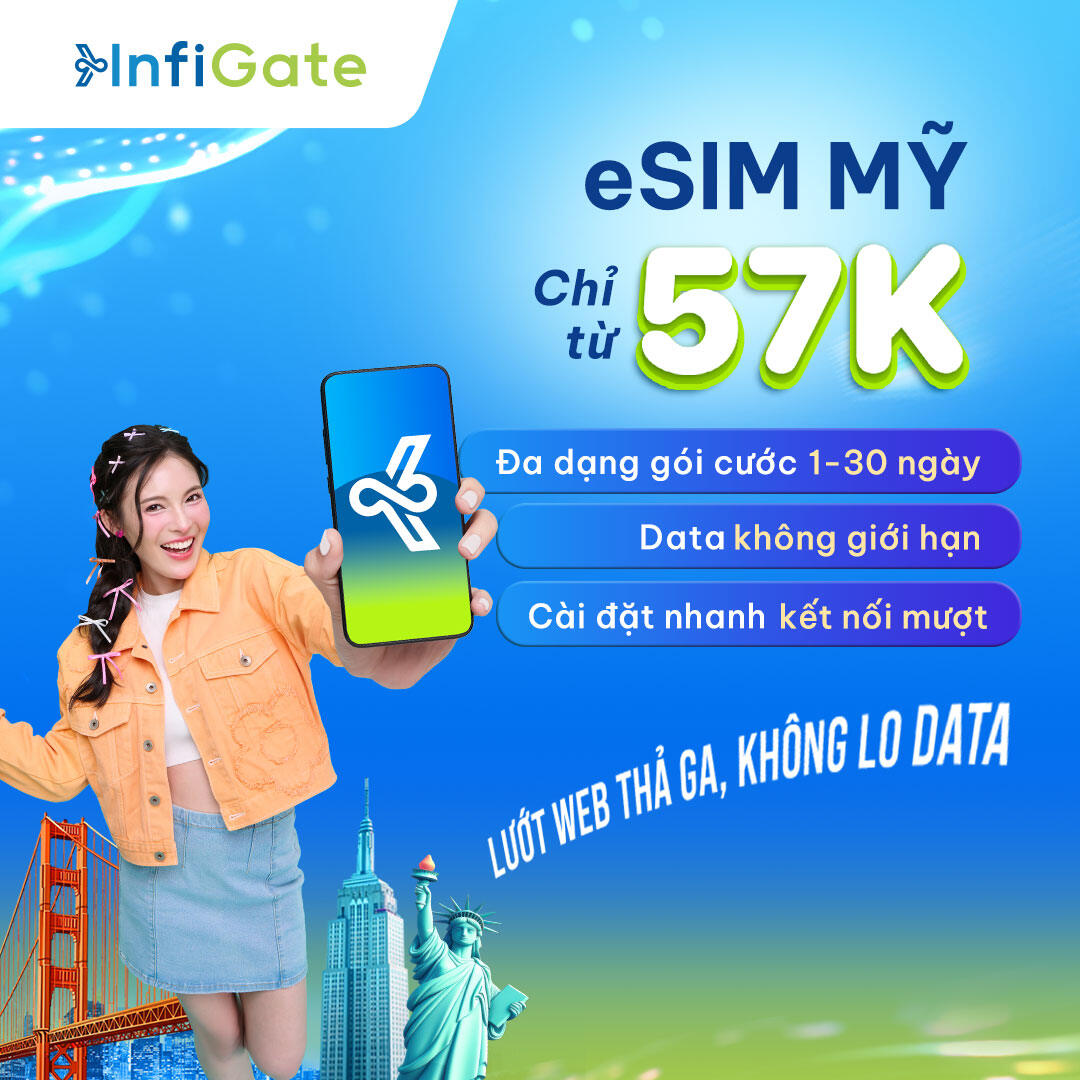 InfiGate
eSIM MỸ
Chỉ từ 57K
Đa dạng gói cước 1-30 ngày
Data không giới hạn
Cài đặt nhanh kết nối mượt
LƯỚT WEB THẢ GA, KHÔNG LO DATA